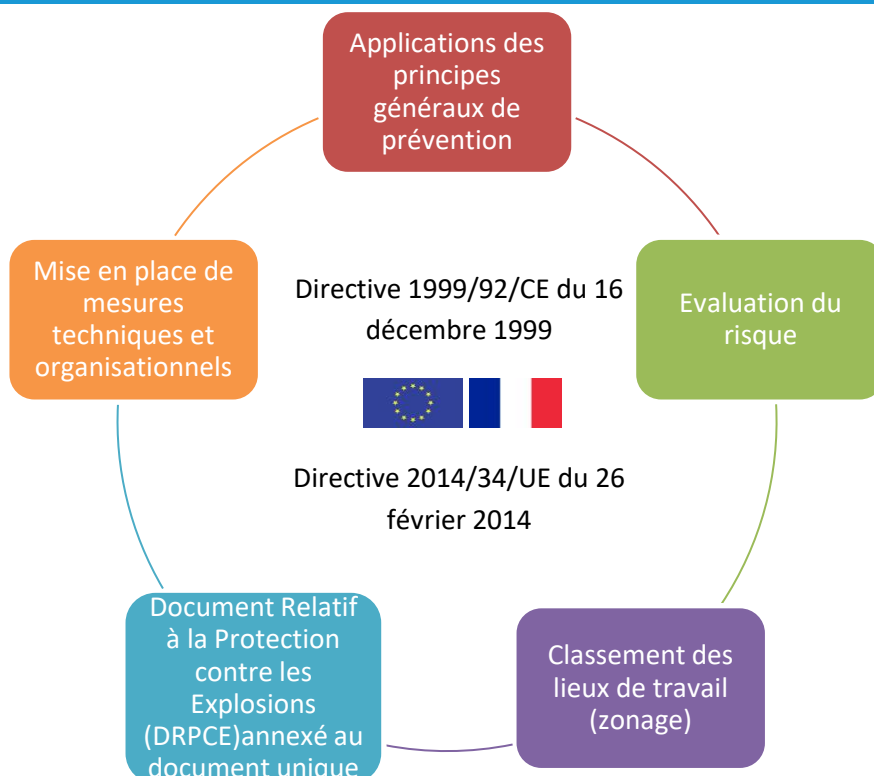 Applications des
principes
généraux de
prévention
Mise en place de
mesures
techniques et
organisationnels
Directive 1999/92/CE du 16
décembre 1999
Evaluation du
risque
Directive 2014/34/UE du 26
février 2014
Document Relatif
à la Protection
contre les
Explosions
(DRPCE)annexé au
document unique
Classement des
lieux de travail
(zonage)